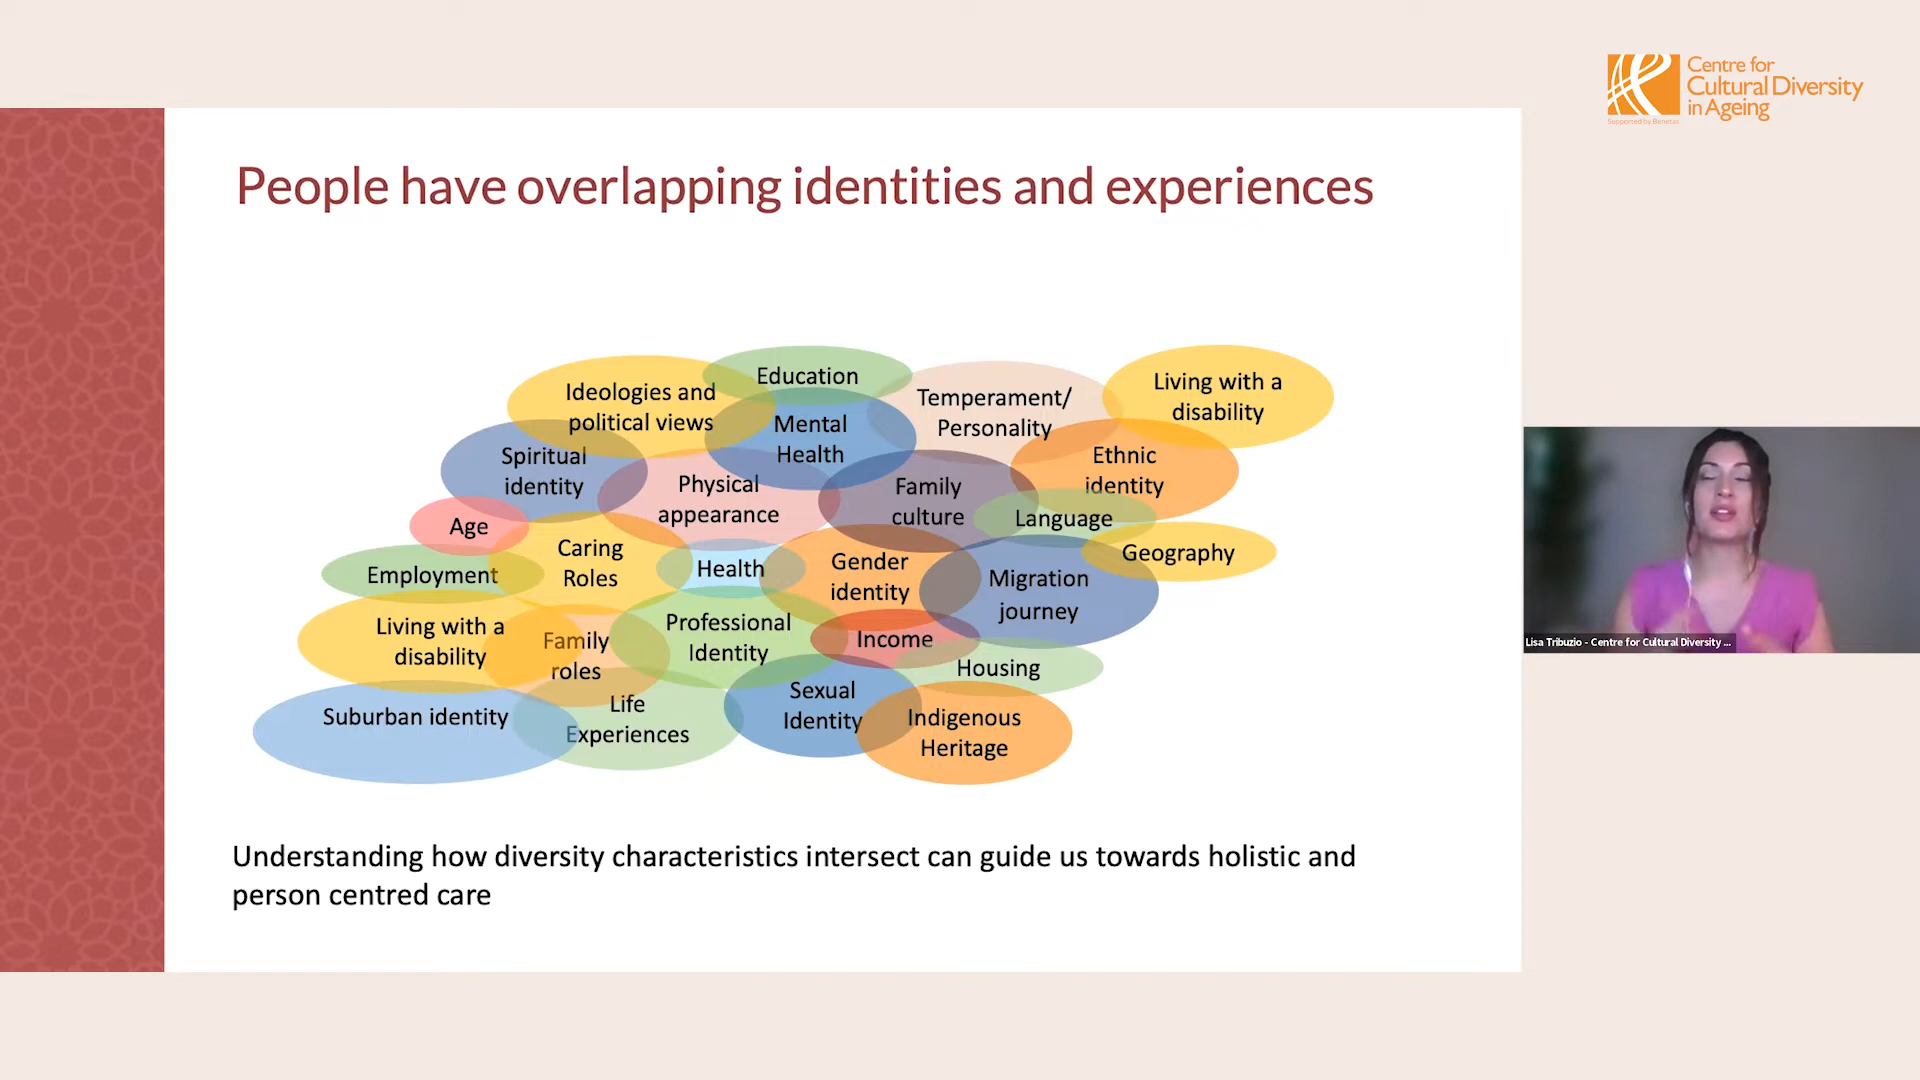 Centre for
Cultural Diversity
in Ageing
Supported by Benetas
People have overlapping identities and experiences
Ideologies and
political views
Education
Mental
Health
Temperament/
Personality
Living with a
disability
Spiritual
identity
Physical
appearance
Family
culture
Ethnic
identity
Language
Age
Caring
Roles
Health
Gender
identity
Migration
journey
Geography
Employment
Living with a
disability
Family
roles
Professional
Identity
Income
Housing
Suburban identity
Life
Experiences
Sexual
Identity
Indigenous
Heritage
Understanding how diversity characteristics intersect can guide us towards holistic and
person centred care
Lisa Tribuzio - Centre for Cultural Diversity ...